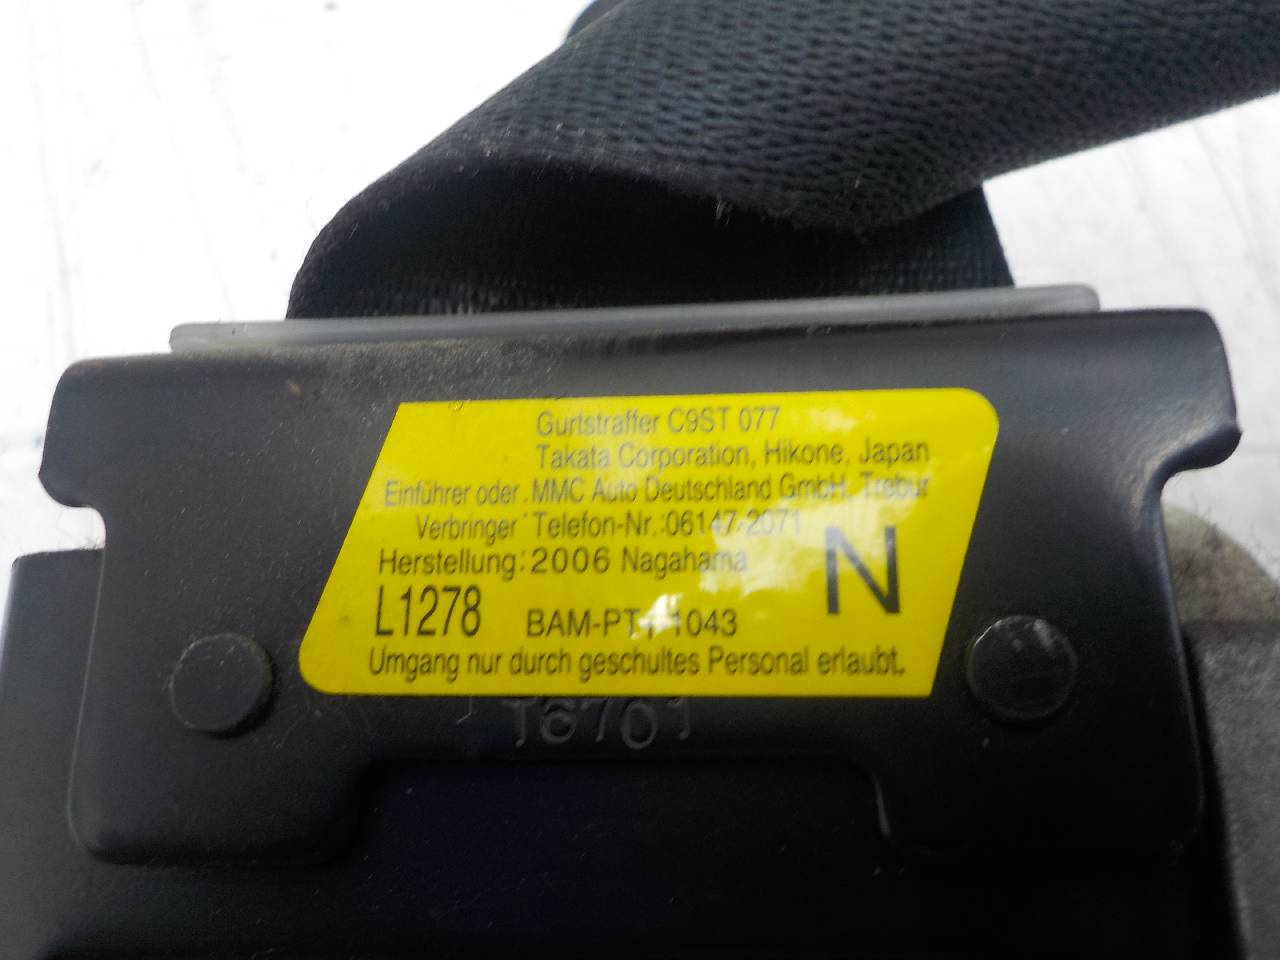 Gurtstraffer C9ST 077
Takata Corporation, Hikone, Japan
Einführer oder MMC Auto Deutschland GmbH, Trebur
Verbringer Telefon-Nr.:06147-2071
Herstellung: 2006 Nagahama
N
L1278 BAM-PT1-1043
Umgang nur durch geschultes Personal erlaubt.
T6701